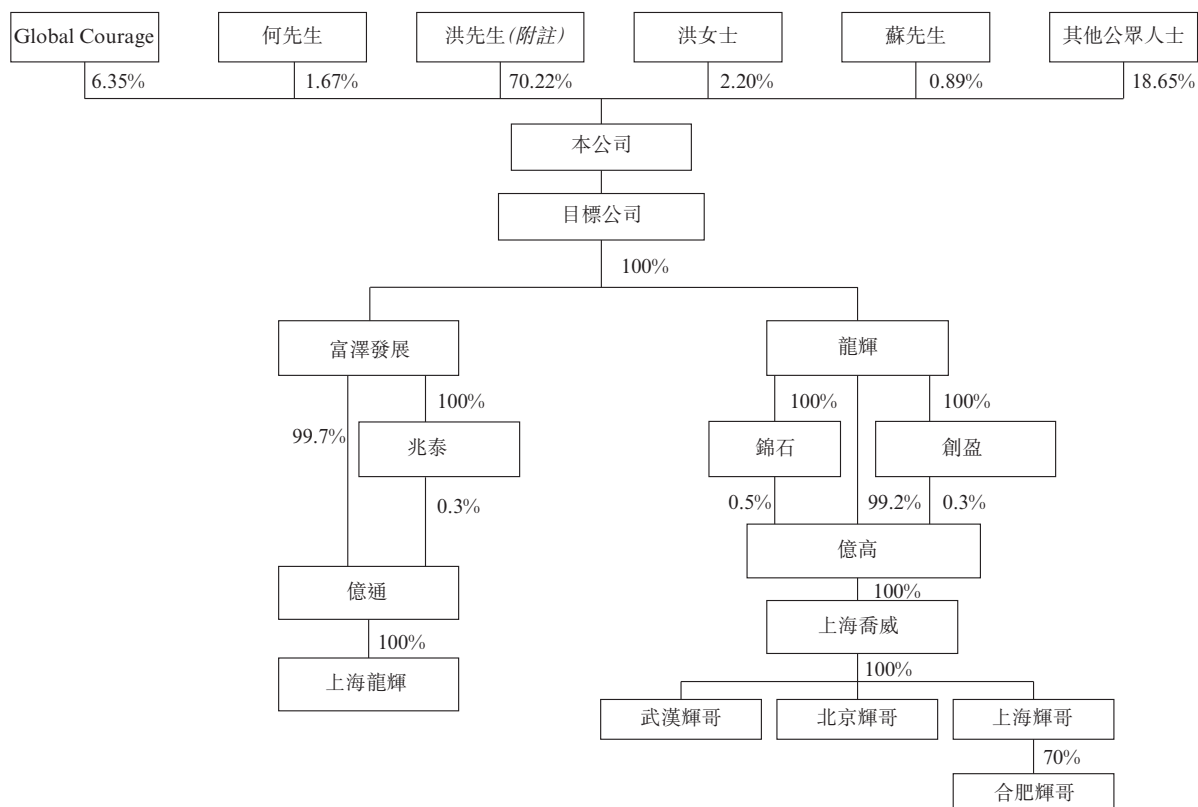 Global Courage
何先生
洪先生(附註)
洪女士
蘇先生
其他公眾人士
6.35%
1.67%
70.22%
2.20%
0.89%
18.65%
本公司
目標公司
100%
富澤發展
龍輝
100%
100%
100%
99.7%
兆泰
錦石
創盈
0.3%
0.5%
99.2%
0.3%
億高
億通
100%
上海喬威
100%
上海龍輝
100%
武漢輝哥
北京輝哥
上海輝哥
70%
合肥輝哥